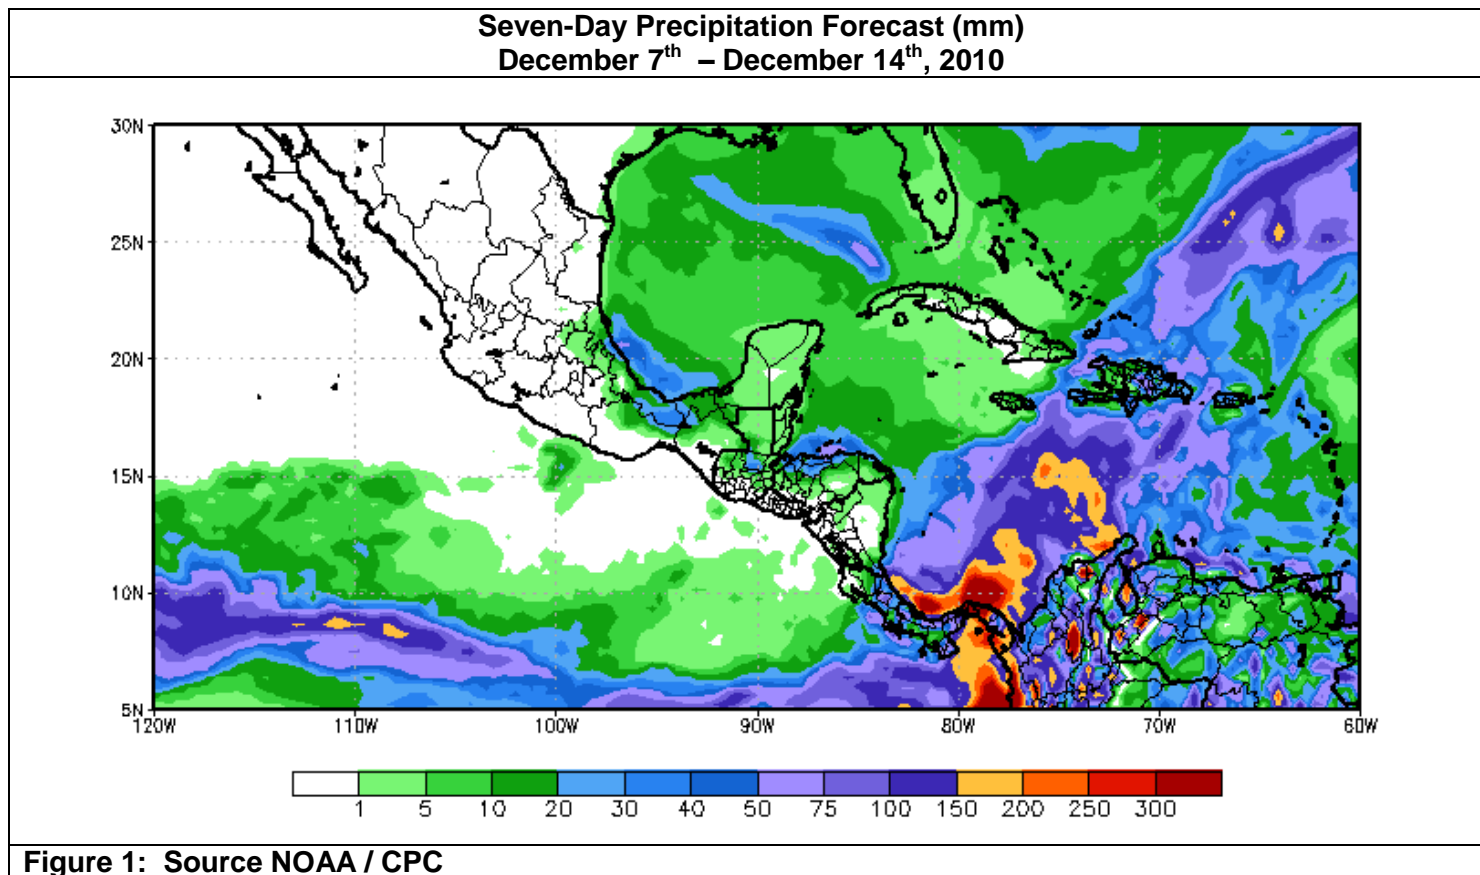 Seven-Day Precipitation Forecast (mm)
December 7th – December 14th, 2010
30N
25N
20N
15N
10N
5N
120W 110W 100W 90W 80W 70W 60W
1 5 10 20 30 40 50 75 100 150 200 250 300
Figure 1: Source NOAA / CPC